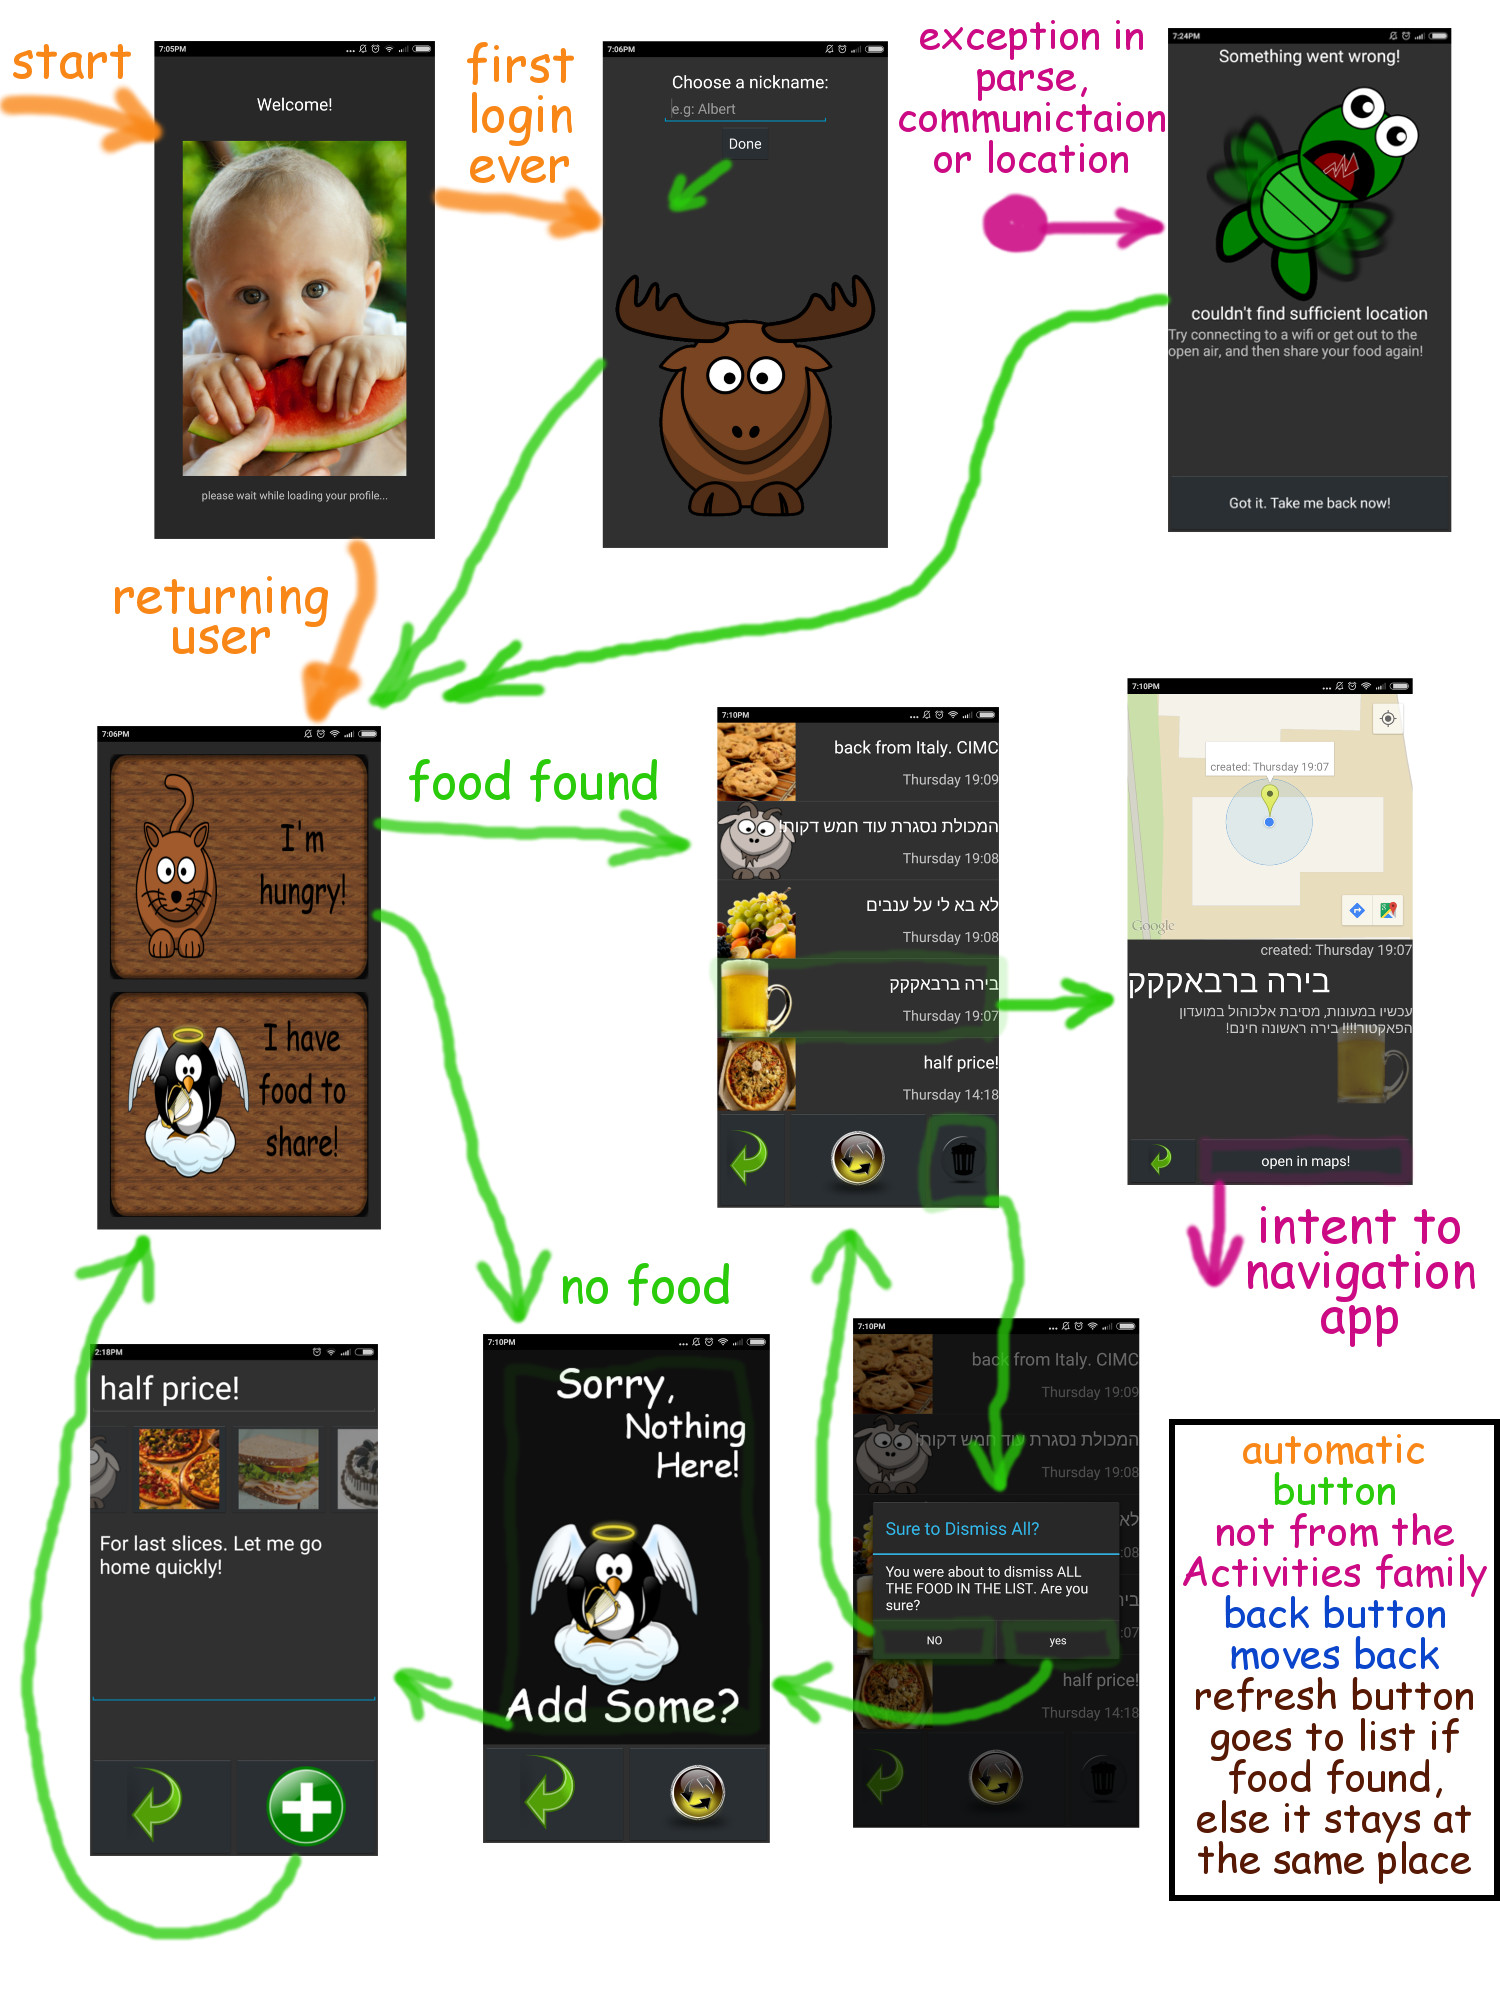 start
7:05PM
Welcome!
please wait while loading your profile...
first
login
ever
7:06PM
Choose a nickname:
e.g: Albert
Done
exception in
parse,
communictaion
or location
7:24PM
Something went wrong!
couldn't find sufficient location
Try connecting to a wifi or get out to the
open air, and then share your food again!
Got it. Take me back now!
returning
user
7:06PM
I'm
hungry!
I have
food to
share!
food found
7:10PM
back from Italy. CIMC
Thursday 19:09
המכולת נסגרת עוד חמש דקות!
Thursday 19:08
לא בא לי על ענבים
Thursday 19:08
בירה ברבאקקק
Thursday 19:07
half price!
Thursday 14:18
7:10PM
created: Thursday 19:07
Google
created: Thursday 19:07
בירה ברבאקקק
עכשיו במעונות, מסיבת אלכוהול במועדון
הפאקטור!!!! בירה ראשונה חינם!
open in maps!
intent to
navigation
app
no food
2:18PM
half price!
For last slices. Let me go
home quickly!
7:10PM
Sorry,
Nothing
Here!
Add Some?
7:10PM
back from Italy. CIMC
Thursday 19:09
המכולת נסגרת עוד חמש דקות!
Thursday 19:08
לא
:08
Sure to Dismiss All?
You were about to dismiss ALL
THE FOOD IN THE LIST. Are you
sure?
ביר
:07
NO
yes
half price!
Thursday 14:18
automatic
button
not from the
Activities family
back button
moves back
refresh button
goes to list if
food found,
else it stays at
the same place